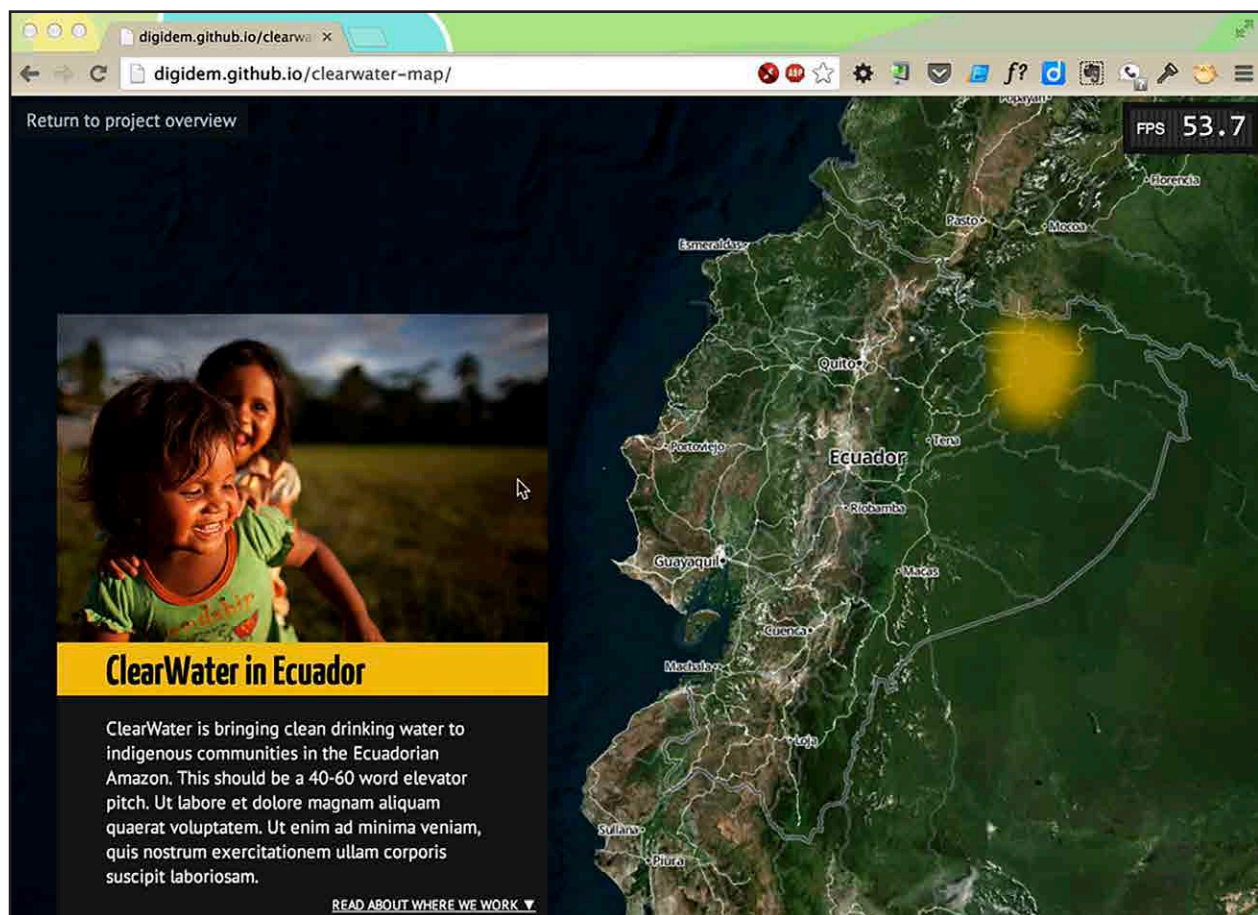 digidem.github.io/clearwa
digidem.github.io/clearwater-map/
ABP
f?
d
Return to project overview
FPS 53.7
Popayan
Florencia
Pasto
Mocoa
Esmeraldas
Quito
Portoviejo
Tena
Ecuador
Riobamba
Guayaquil
Macas
Cuenca
Machala
Loja
Sullana
Piura
ClearWater in Ecuador
ClearWater is bringing clean drinking water to
indigenous communities in the Ecuadorian
Amazon. This should be a 40-60 word elevator
pitch. Ut labore et dolore magnam aliquam
quaerat voluptatem. Ut enim ad minima veniam,
quis nostrum exercitationem ullam corporis
suscipit laboriosam.
READ ABOUT WHERE WE WORK ▼